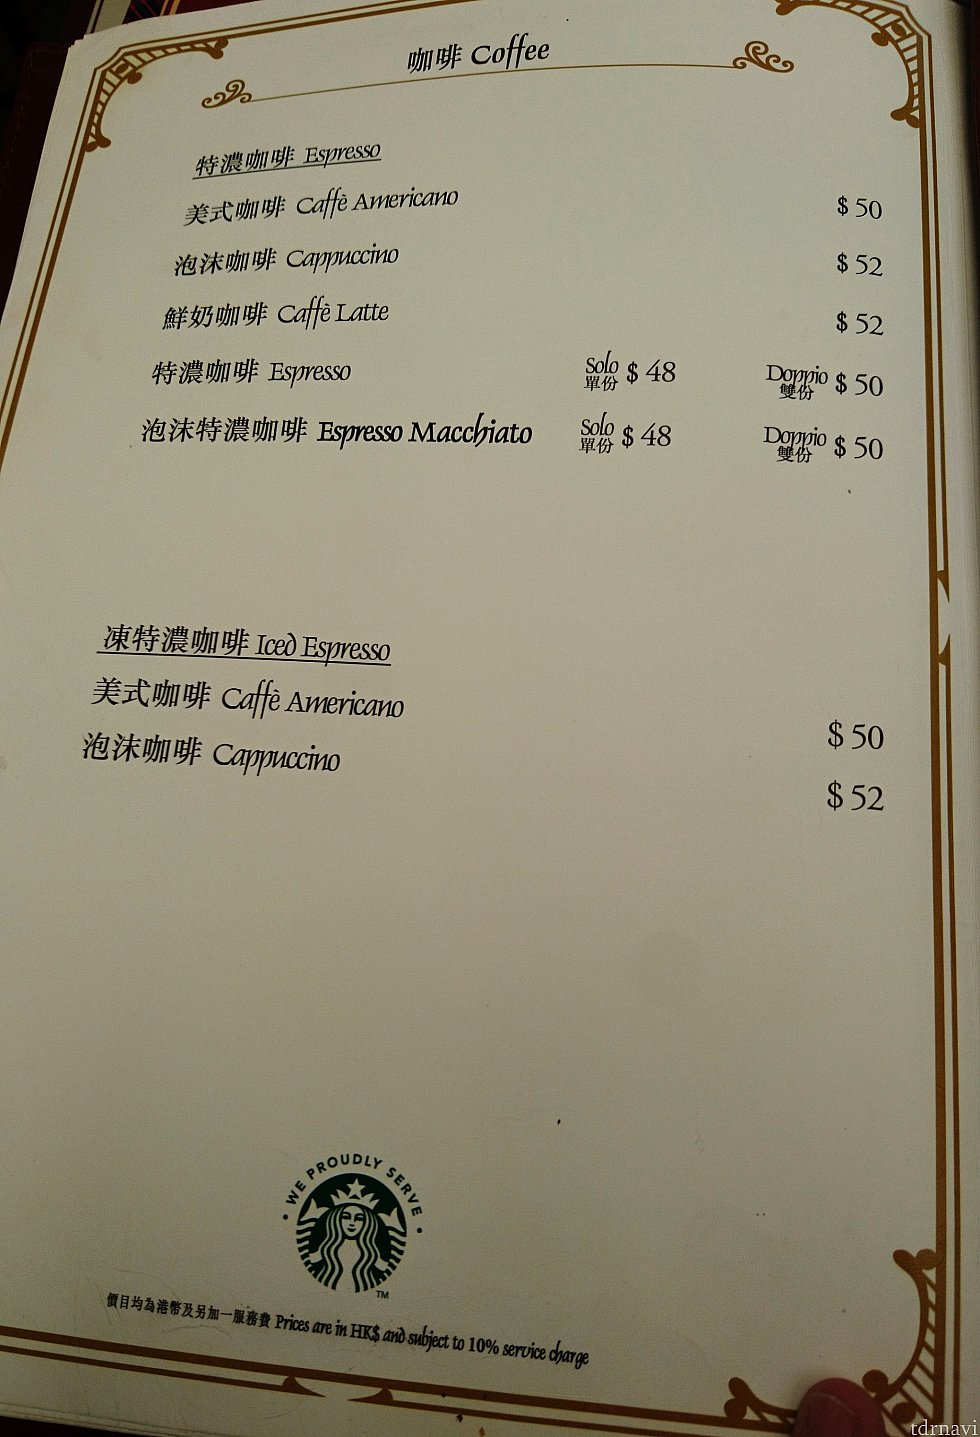 咖啡 Coffee
特濃咖啡 Espresso
美式咖啡 Caffè Americano $ 50
泡沫咖啡 Cappuccino $ 52
鮮奶咖啡 Caffè Latte $ 52
特濃咖啡 Espresso Solo 單份 $ 48 Doppio 雙份 $ 50
泡沫特濃咖啡 Espresso Macchiato Solo 單份 $ 48 Doppio 雙份 $ 50
凍特濃咖啡 Iced Espresso
美式咖啡 Caffè Americano $ 50
泡沫咖啡 Cappuccino $ 52
• WE PROUDLY SERVE •
TM
價目均為港幣及另加一服務費 Prices are in HK$ and subject to 10% service charge
tdrnavi